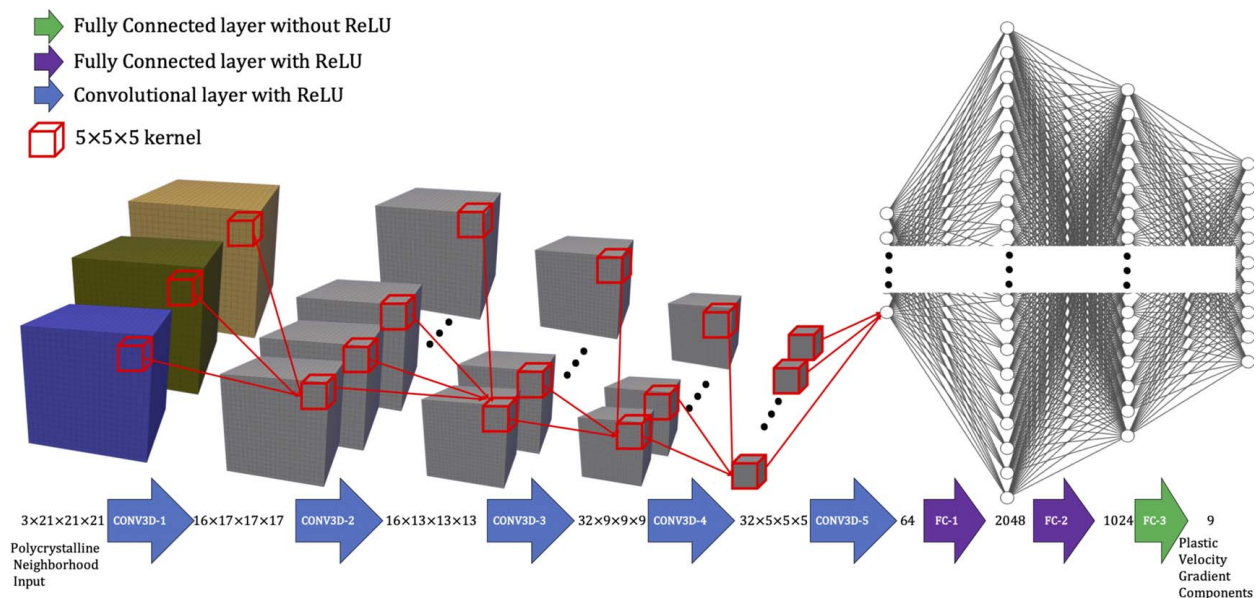 Fully Connected layer without ReLU
Fully Connected layer with ReLU
Convolutional layer with ReLU
5×5×5 kernel
3×21×21×21
CONV3D-1
16×17×17×17
CONV3D-2
16×13×13×13
CONV3D-3
32×9×9×9
CONV3D-4
32×5×5×5
CONV3D-5
64
FC-1
2048
FC-2
1024
FC-3
9
Polycrystalline
Neighborhood
Input
Plastic
Velocity
Gradient
Components